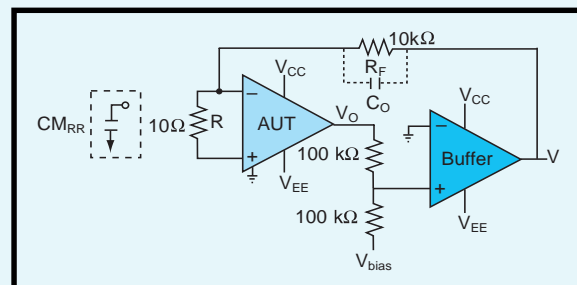 10kΩ
R_F
C_O
V_CC
CM_RR
10Ω
R
−
+
AUT
V_O
V_EE
100 kΩ
V_CC
−
+
Buffer
V
V_EE
100 kΩ
V_bias